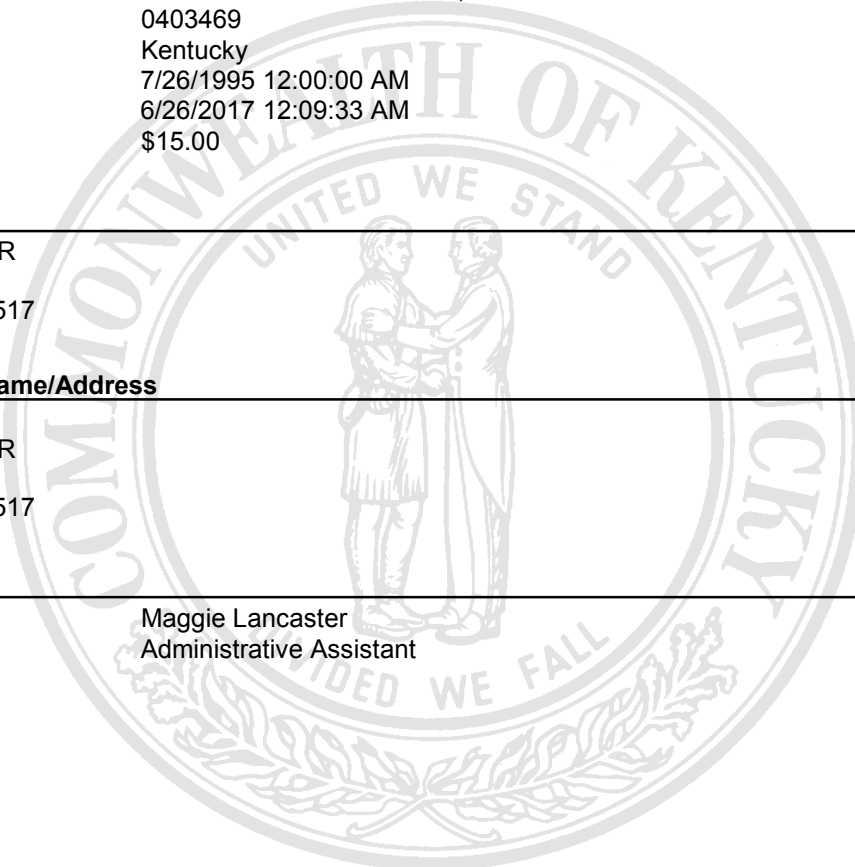 0403469
Kentucky
7/26/1995 12:00:00 AM
6/26/2017 12:09:33 AM
$15.00
R
517
ame/Address
R
517
Maggie Lancaster
Administrative Assistant
COMMONWEALTH OF KENTUCKY
UNITED WE STAND
DIVIDED WE FALL